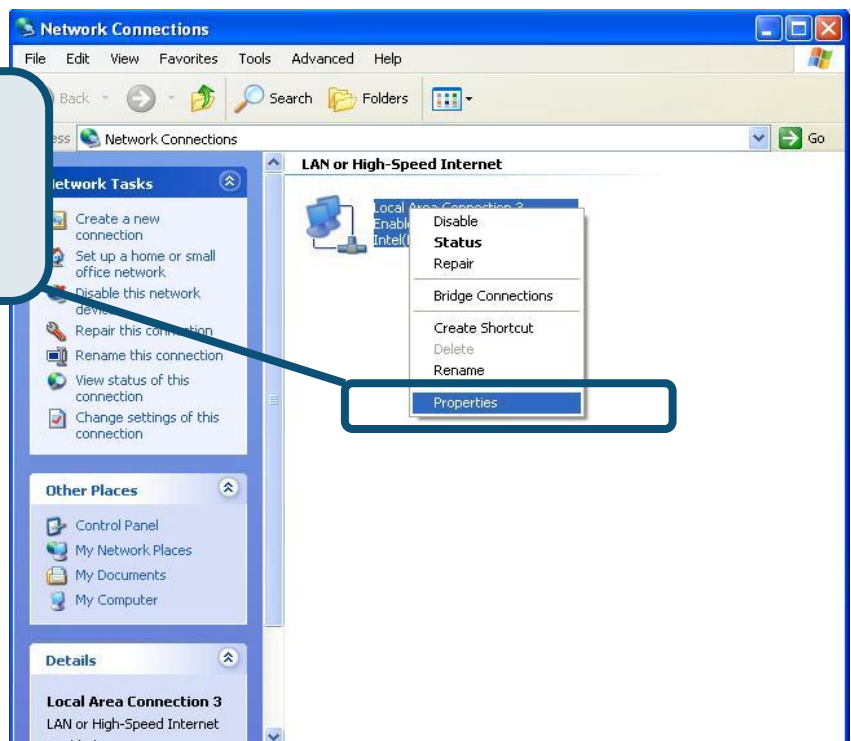 Network Connections
File Edit View Favorites Tools Advanced Help
Back Search Folders
Network Connections Go
Network Tasks
Create a new
connection
Set up a home or small
office network
Disable this network
Repair this connection
Rename this connection
View status of this
connection
Change settings of this
connection
Other Places
Control Panel
My Network Places
My Documents
My Computer
Details
Local Area Connection 3
LAN or High-Speed Internet
LAN or High-Speed Internet
Local Area Connection 3
Disable
Status
Repair
Bridge Connections
Create Shortcut
Delete
Rename
Properties